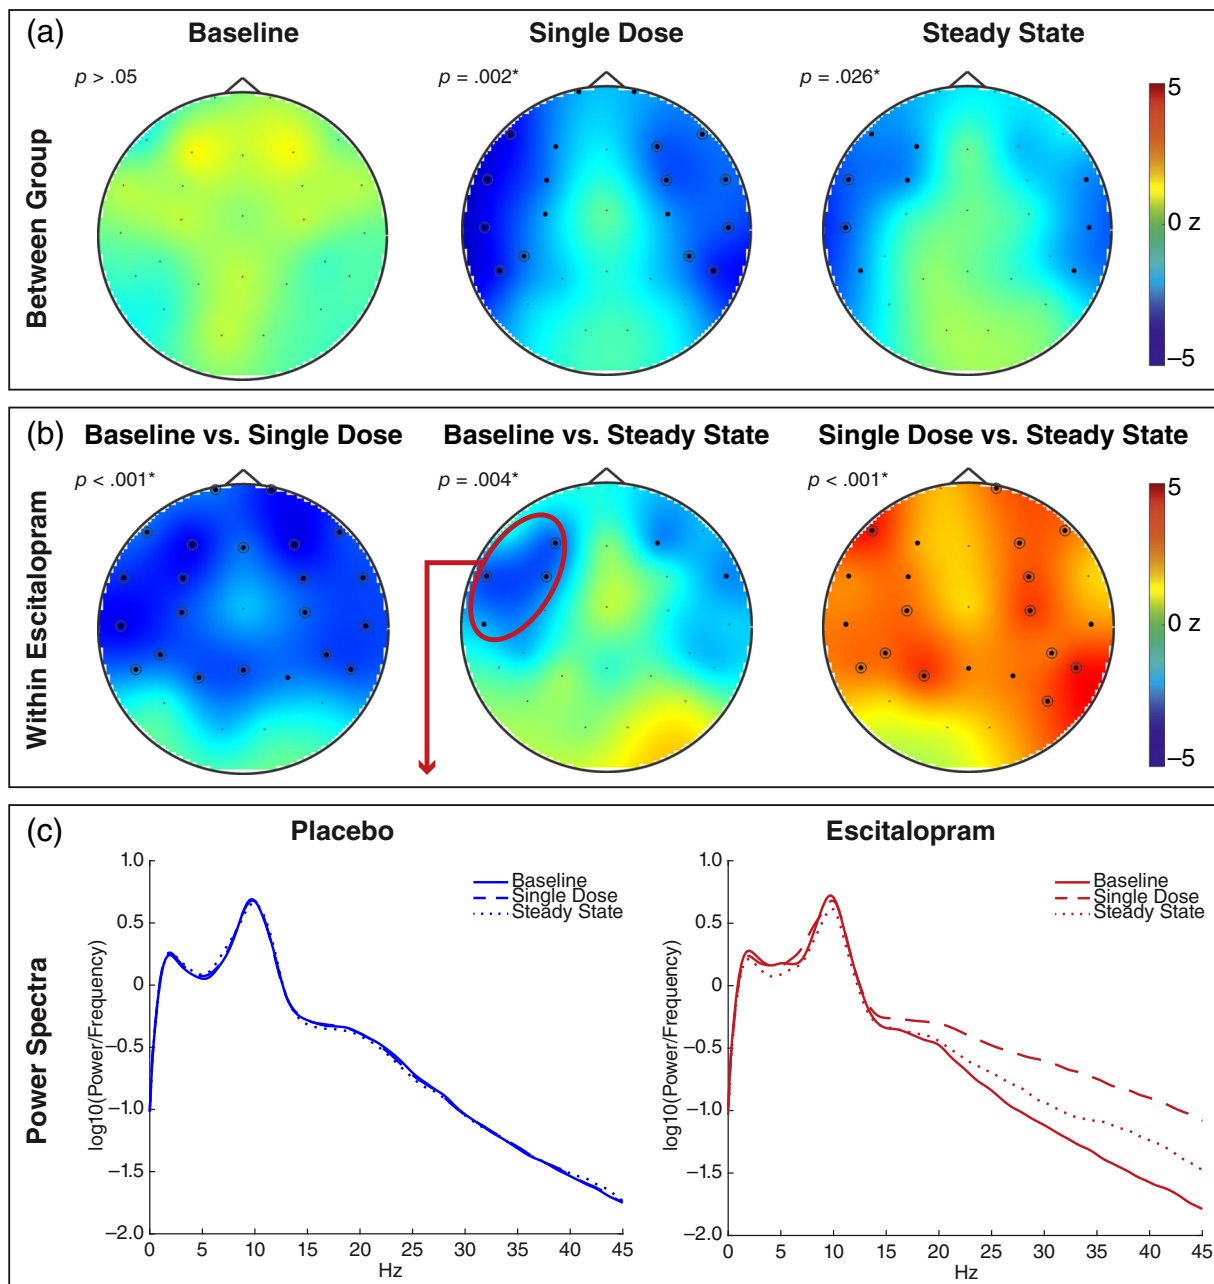 (a)
Baseline
Single Dose
Steady State
p > .05
p = .002*
p = .026*
Between Group
5
0 z
–5
(b)
Baseline vs. Single Dose
Baseline vs. Steady State
Single Dose vs. Steady State
p < .001*
p = .004*
p < .001*
Within Escitalopram
5
0 z
–5
(c)
Placebo
Escitalopram
Power Spectra
log10(Power/Frequency)
1.0
0.5
0
–0.5
–1.0
–1.5
–2.0
Baseline
Single Dose
Steady State
0 5 10 15 20 25 30 35 40 45
Hz
log10(Power/Frequency)
1.0
0.5
0
–0.5
–1.0
–1.5
–2.0
Baseline
Single Dose
Steady State
0 5 10 15 20 25 30 35 40 45
Hz